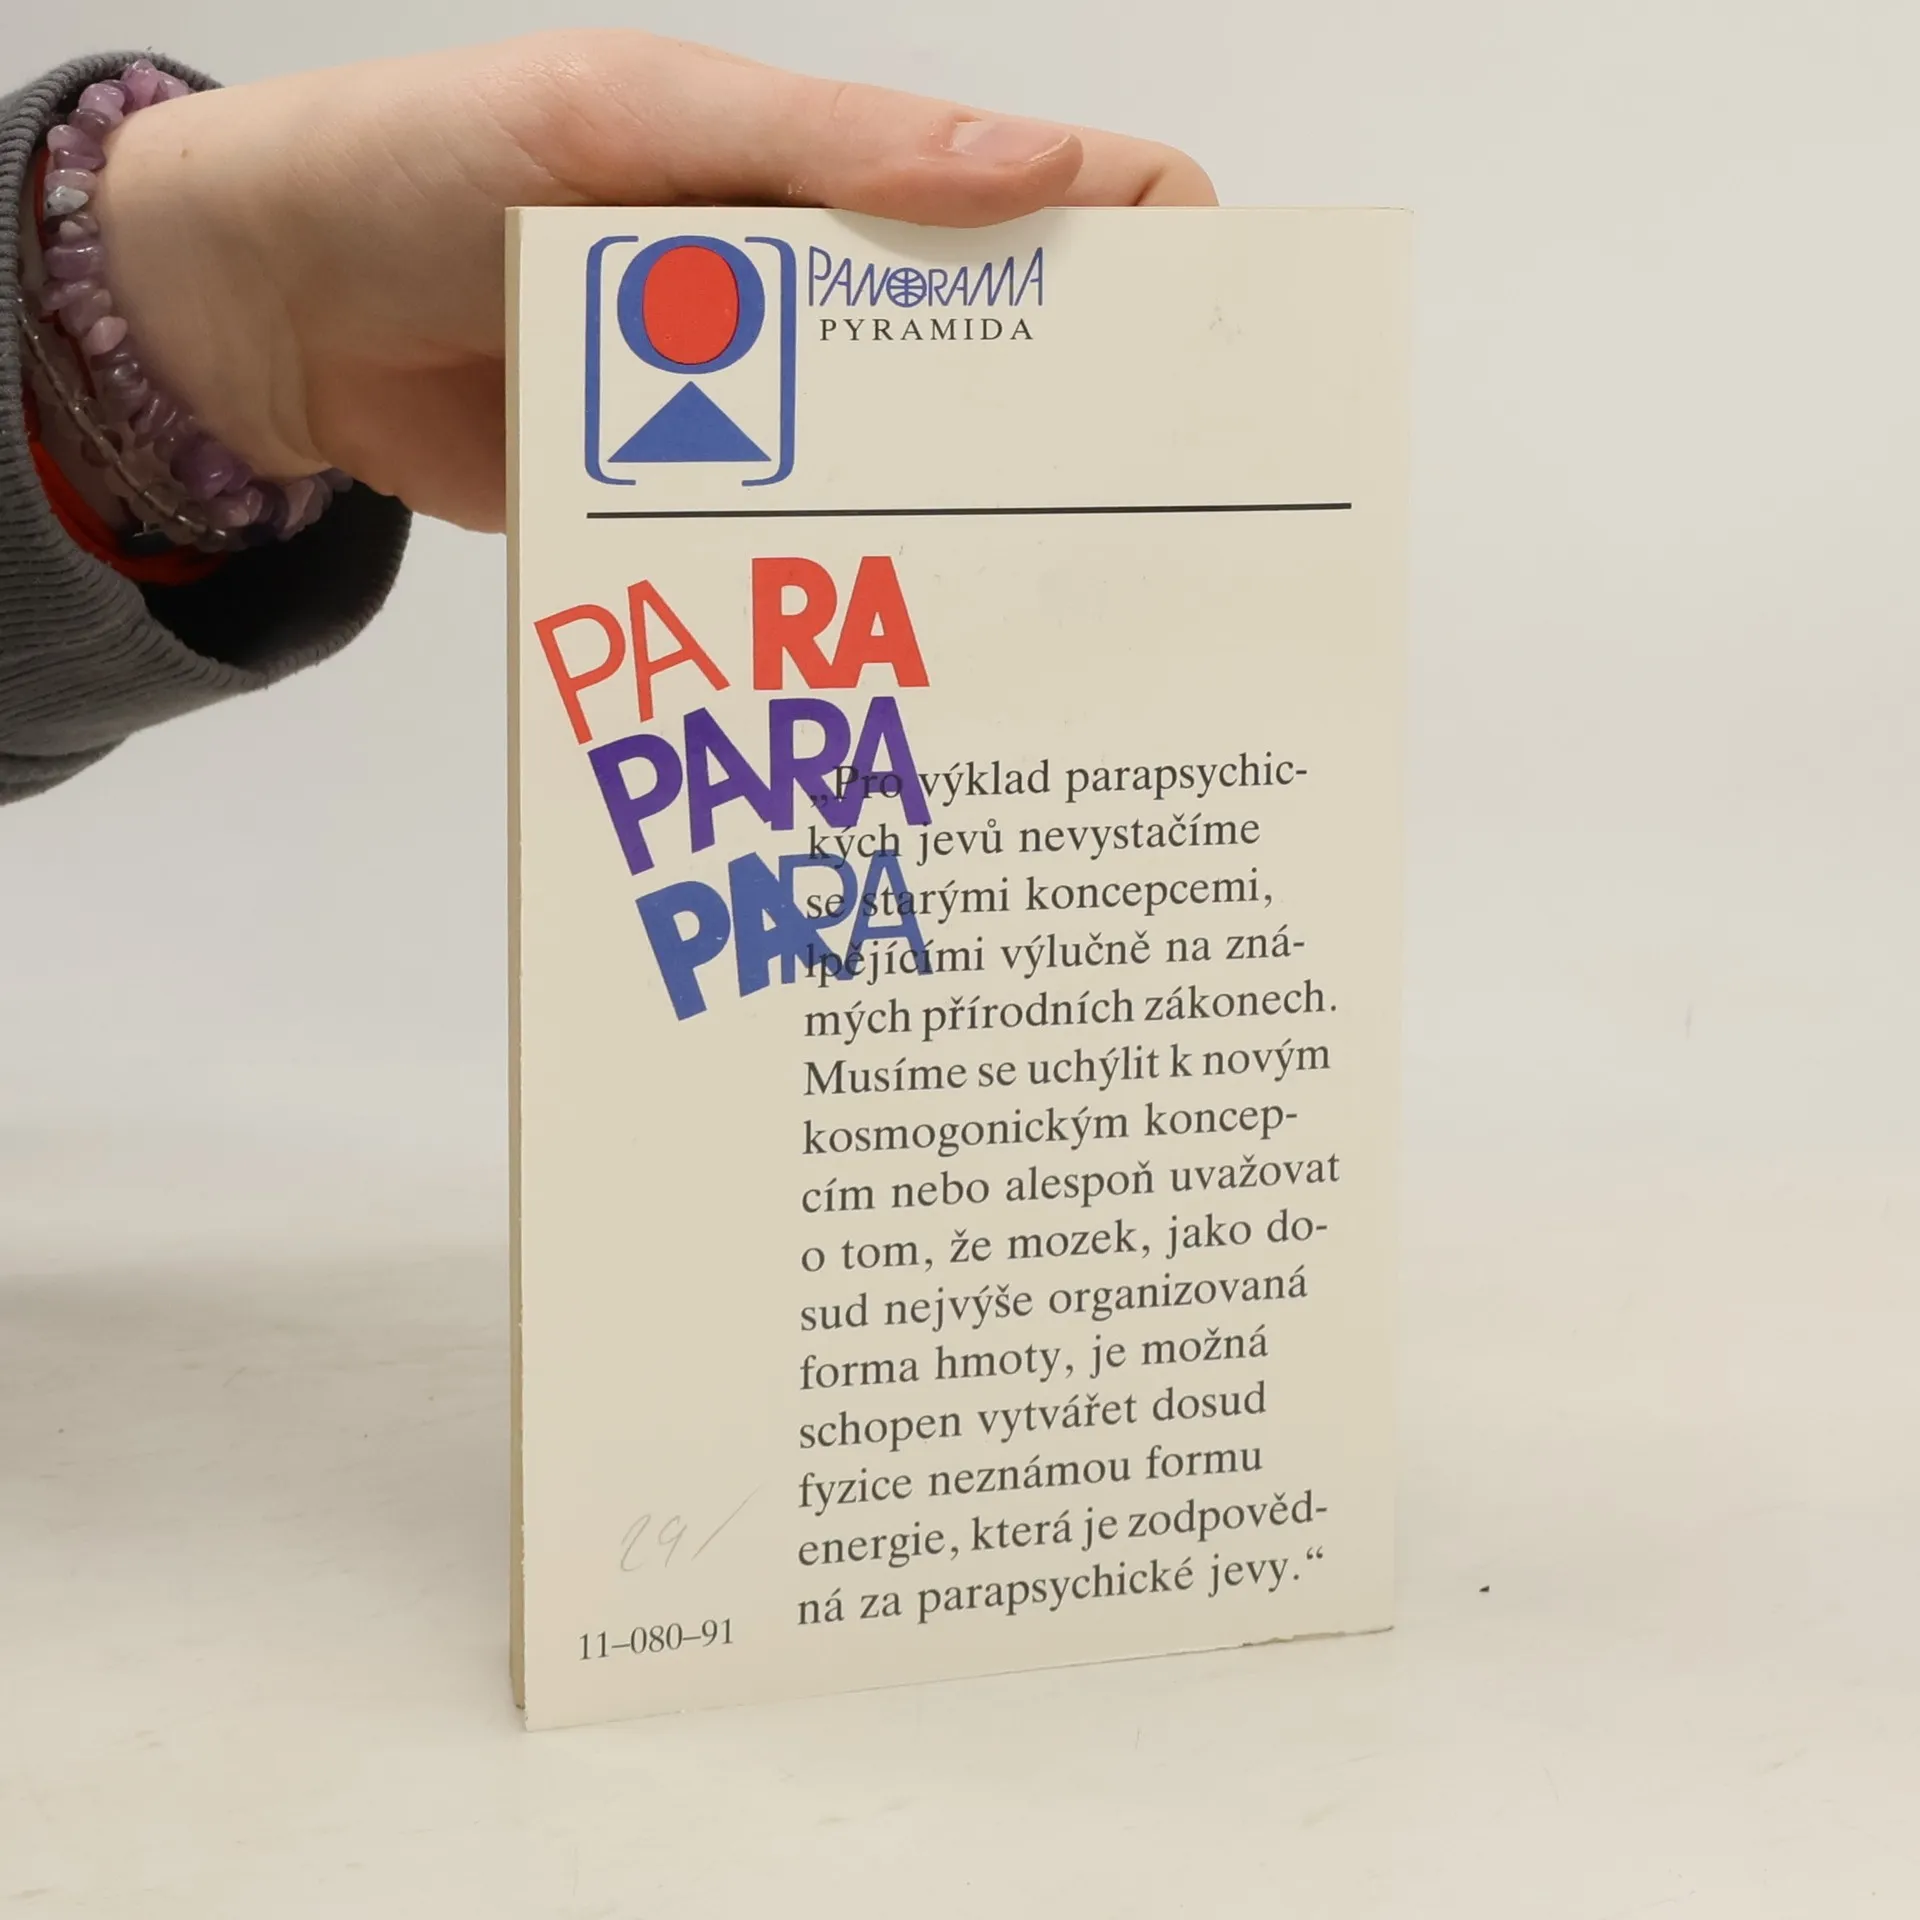 PANORAMA
PYRAMIDA
PA RA
PARA
PARA
„Pro výklad parapsychic-
kých jevů nevystačíme
se starými koncepcemi,
lpějícími výlučně na zná-
mých přírodních zákonech.
Musíme se uchýlit k novým
kosmogonickým koncep-
cím nebo alespoň uvažovat
o tom, že mozek, jako do-
sud nejvýše organizovaná
forma hmoty, je možná
schopen vytvářet dosud
fyzice neznámou formu
energie, která je zodpověd-
ná za parapsychické jevy.“
29/
11–080–91